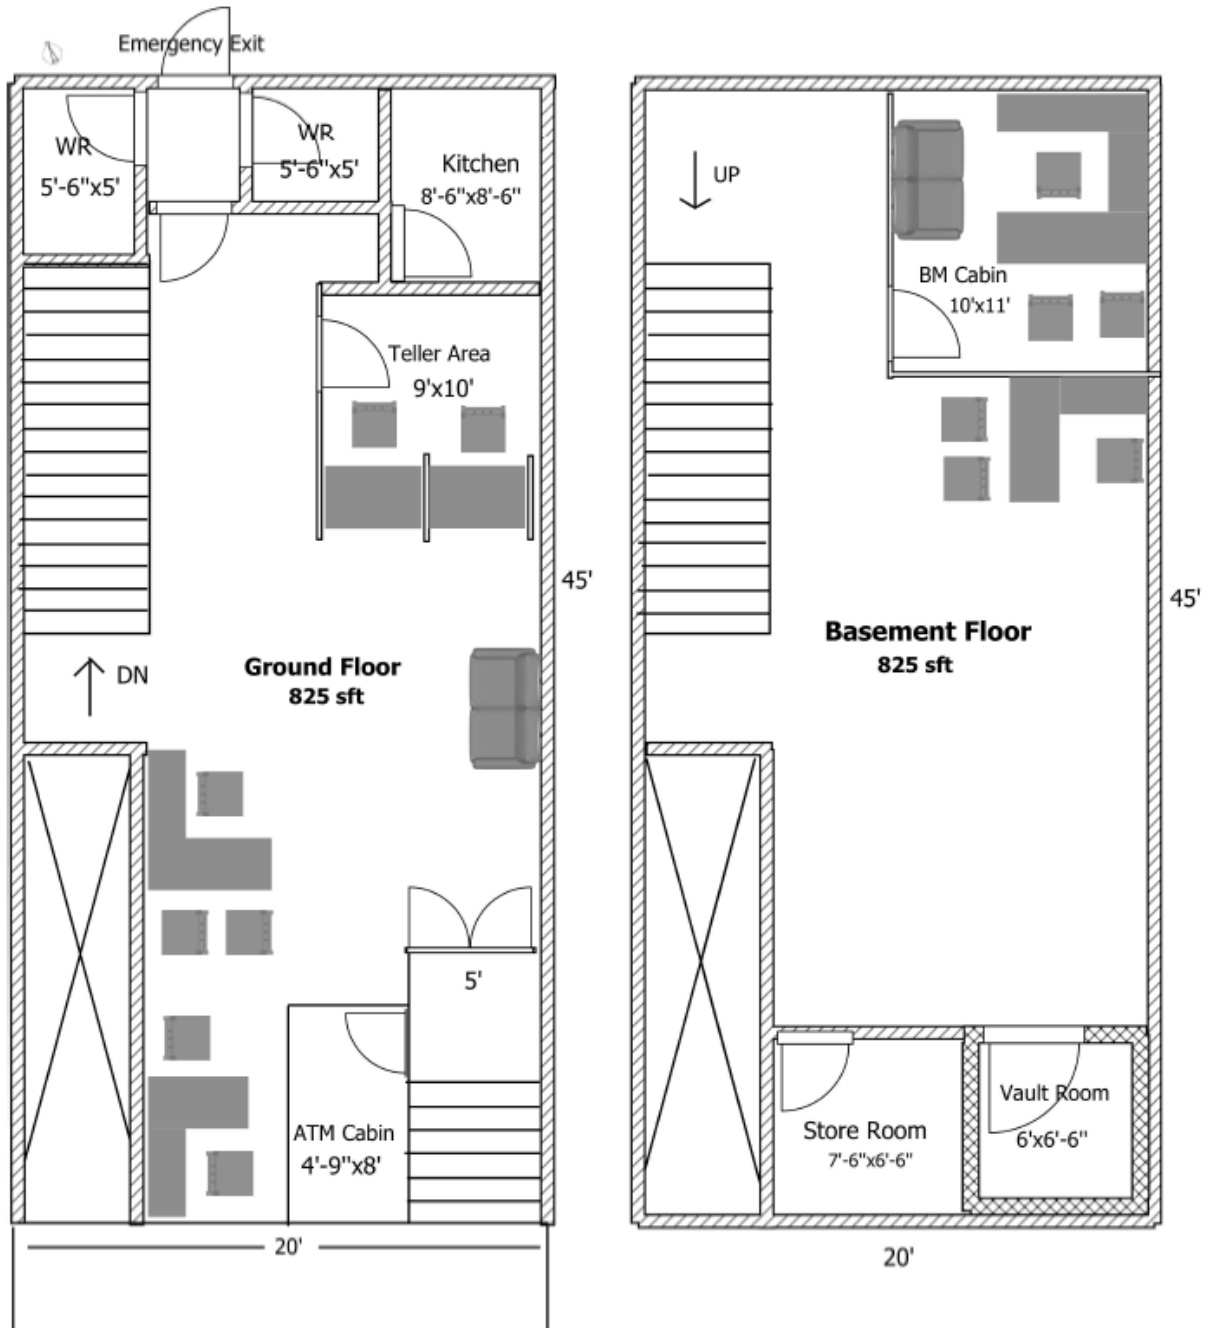 Emergency Exit
WR
5'-6"x5'
WR
5'-6"x5'
Kitchen
8'-6"x8'-6"
Teller Area
9'x10'
45'
DN
Ground Floor
825 sft
5'
ATM Cabin
4'-9"x8'
20'
UP
BM Cabin
10'x11'
Basement Floor
825 sft
45'
Store Room
7'-6"x6'-6"
Vault Room
6'x6'-6"
20'